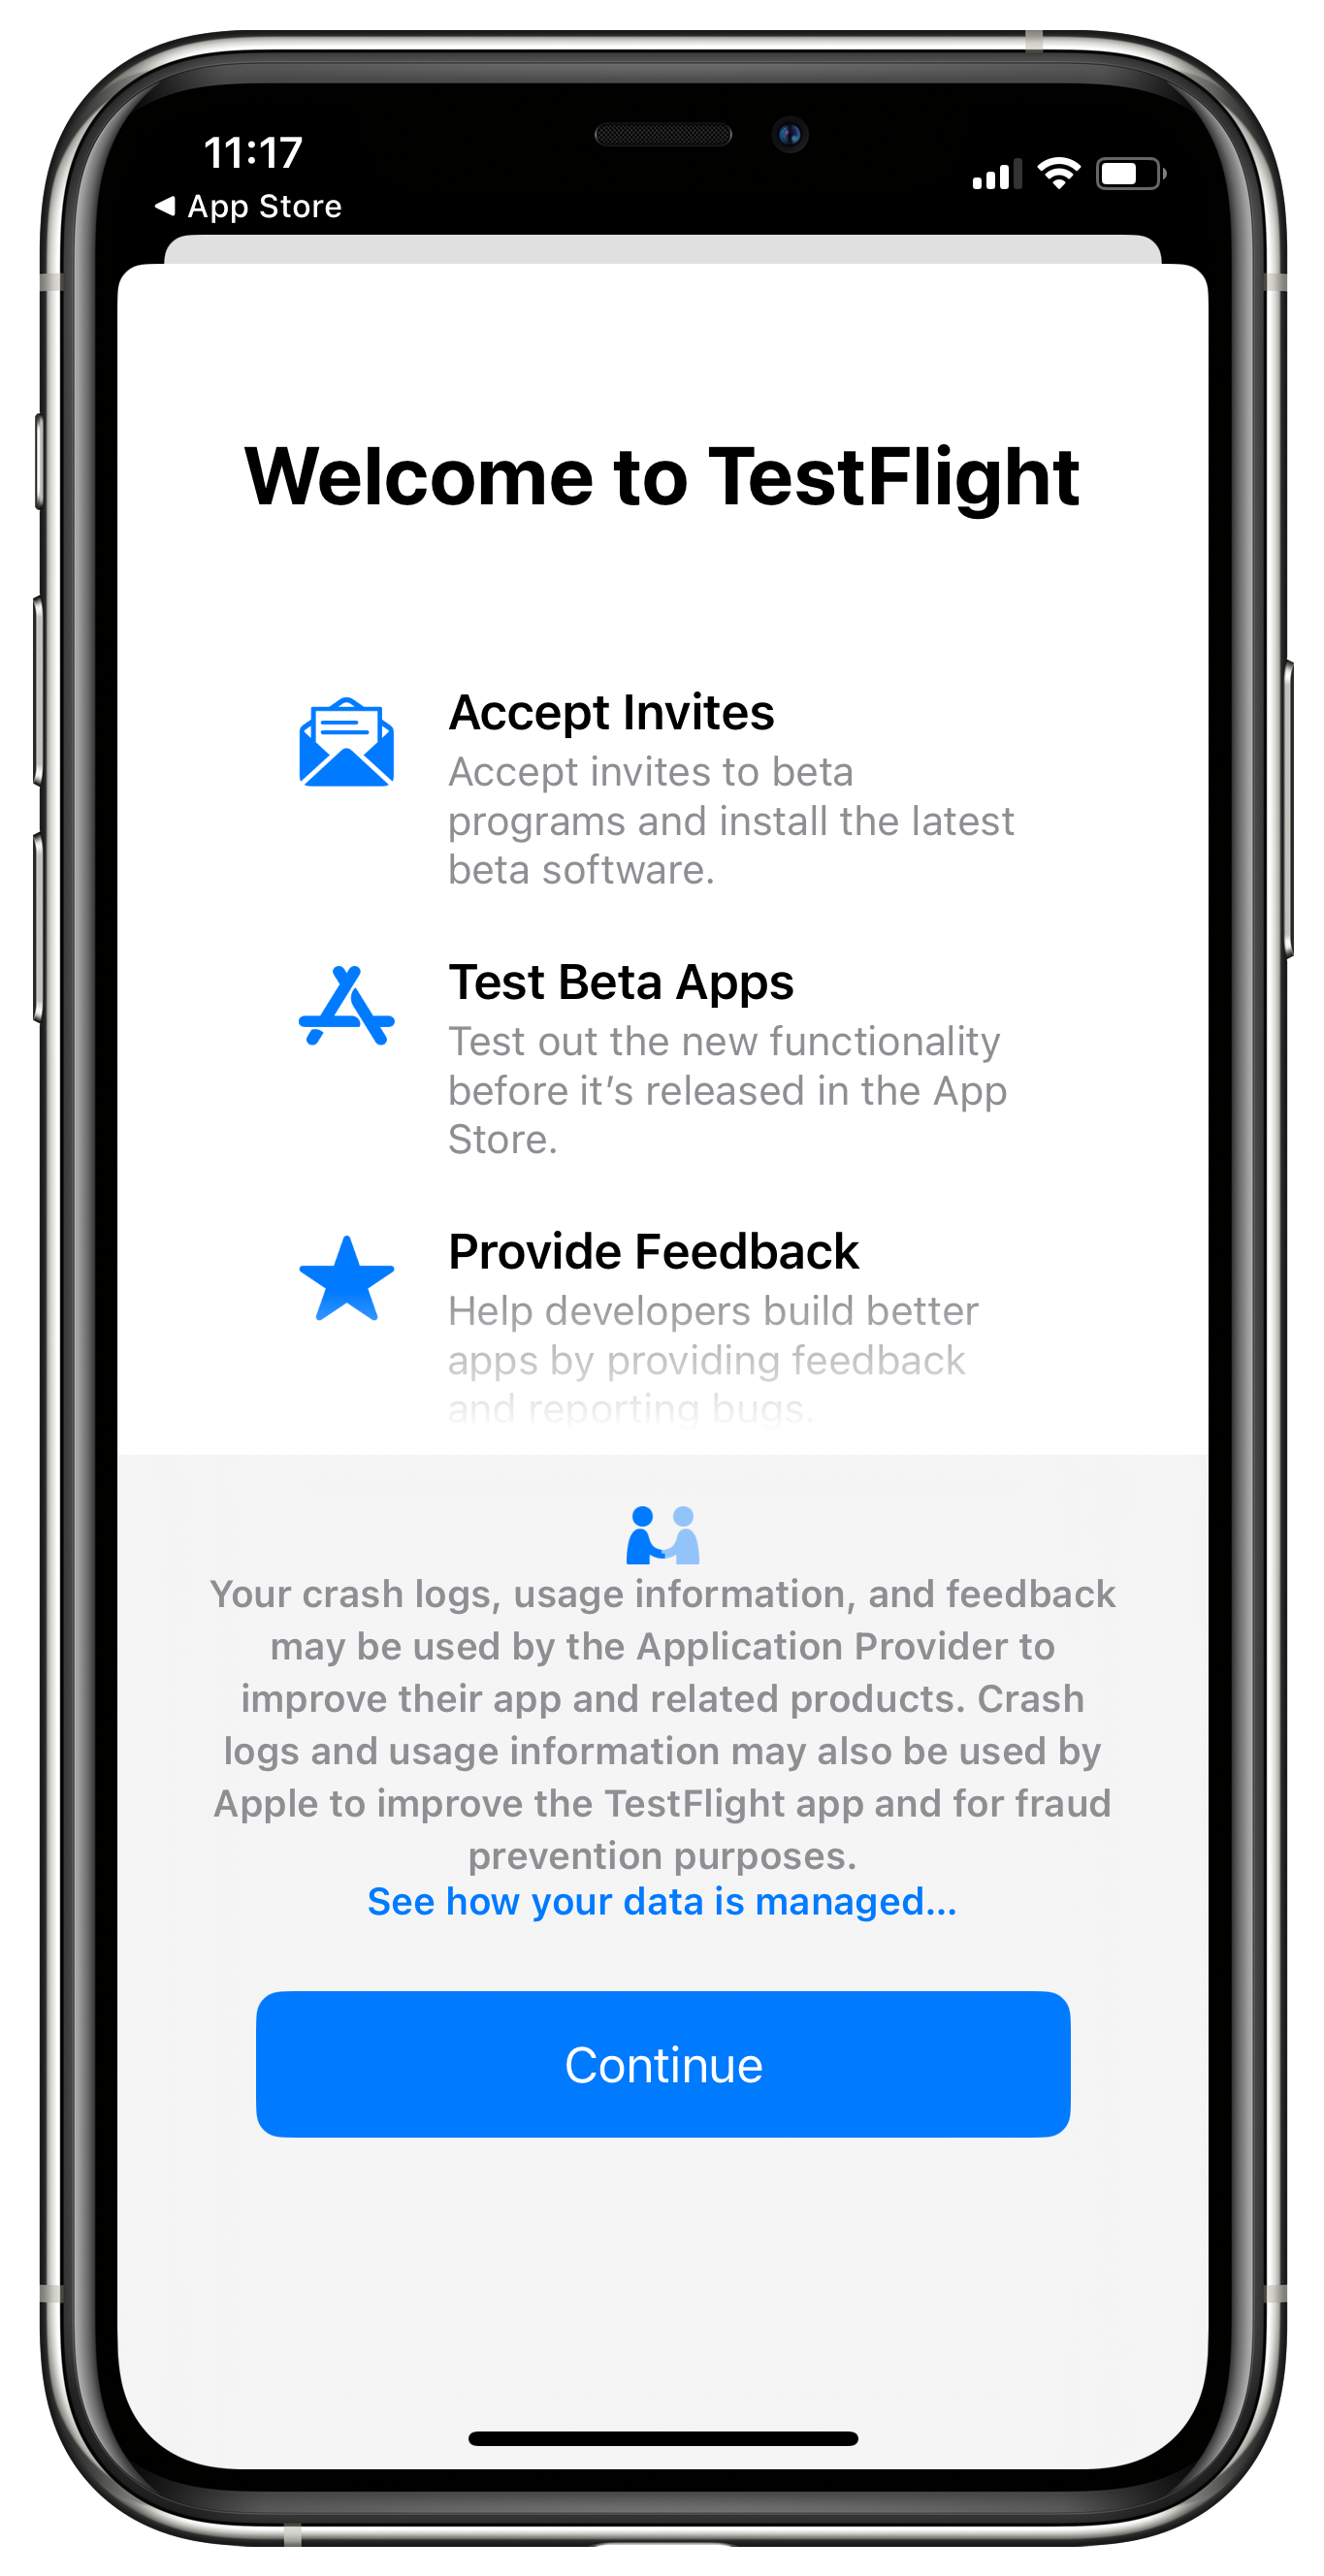 11:17
App Store
Welcome to TestFlight
Accept Invites
Accept invites to beta
programs and install the latest
beta software.
Test Beta Apps
Test out the new functionality
before it’s released in the App
Store.
Provide Feedback
Help developers build better
apps by providing feedback
and reporting bugs.
Your crash logs, usage information, and feedback
may be used by the Application Provider to
improve their app and related products. Crash
logs and usage information may also be used by
Apple to improve the TestFlight app and for fraud
prevention purposes.
See how your data is managed...
Continue